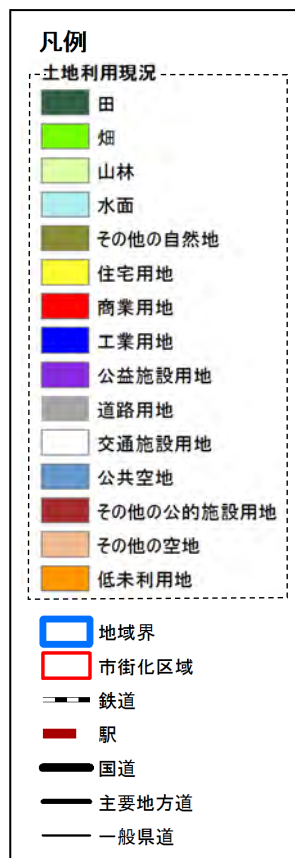 凡例
土地利用現況
田
畑
山林
水面
その他の自然地
住宅用地
商業用地
工業用地
公益施設用地
道路用地
交通施設用地
公共空地
その他の公的施設用地
その他の空地
低未利用地
地域界
市街化区域
鉄道
駅
国道
主要地方道
一般県道